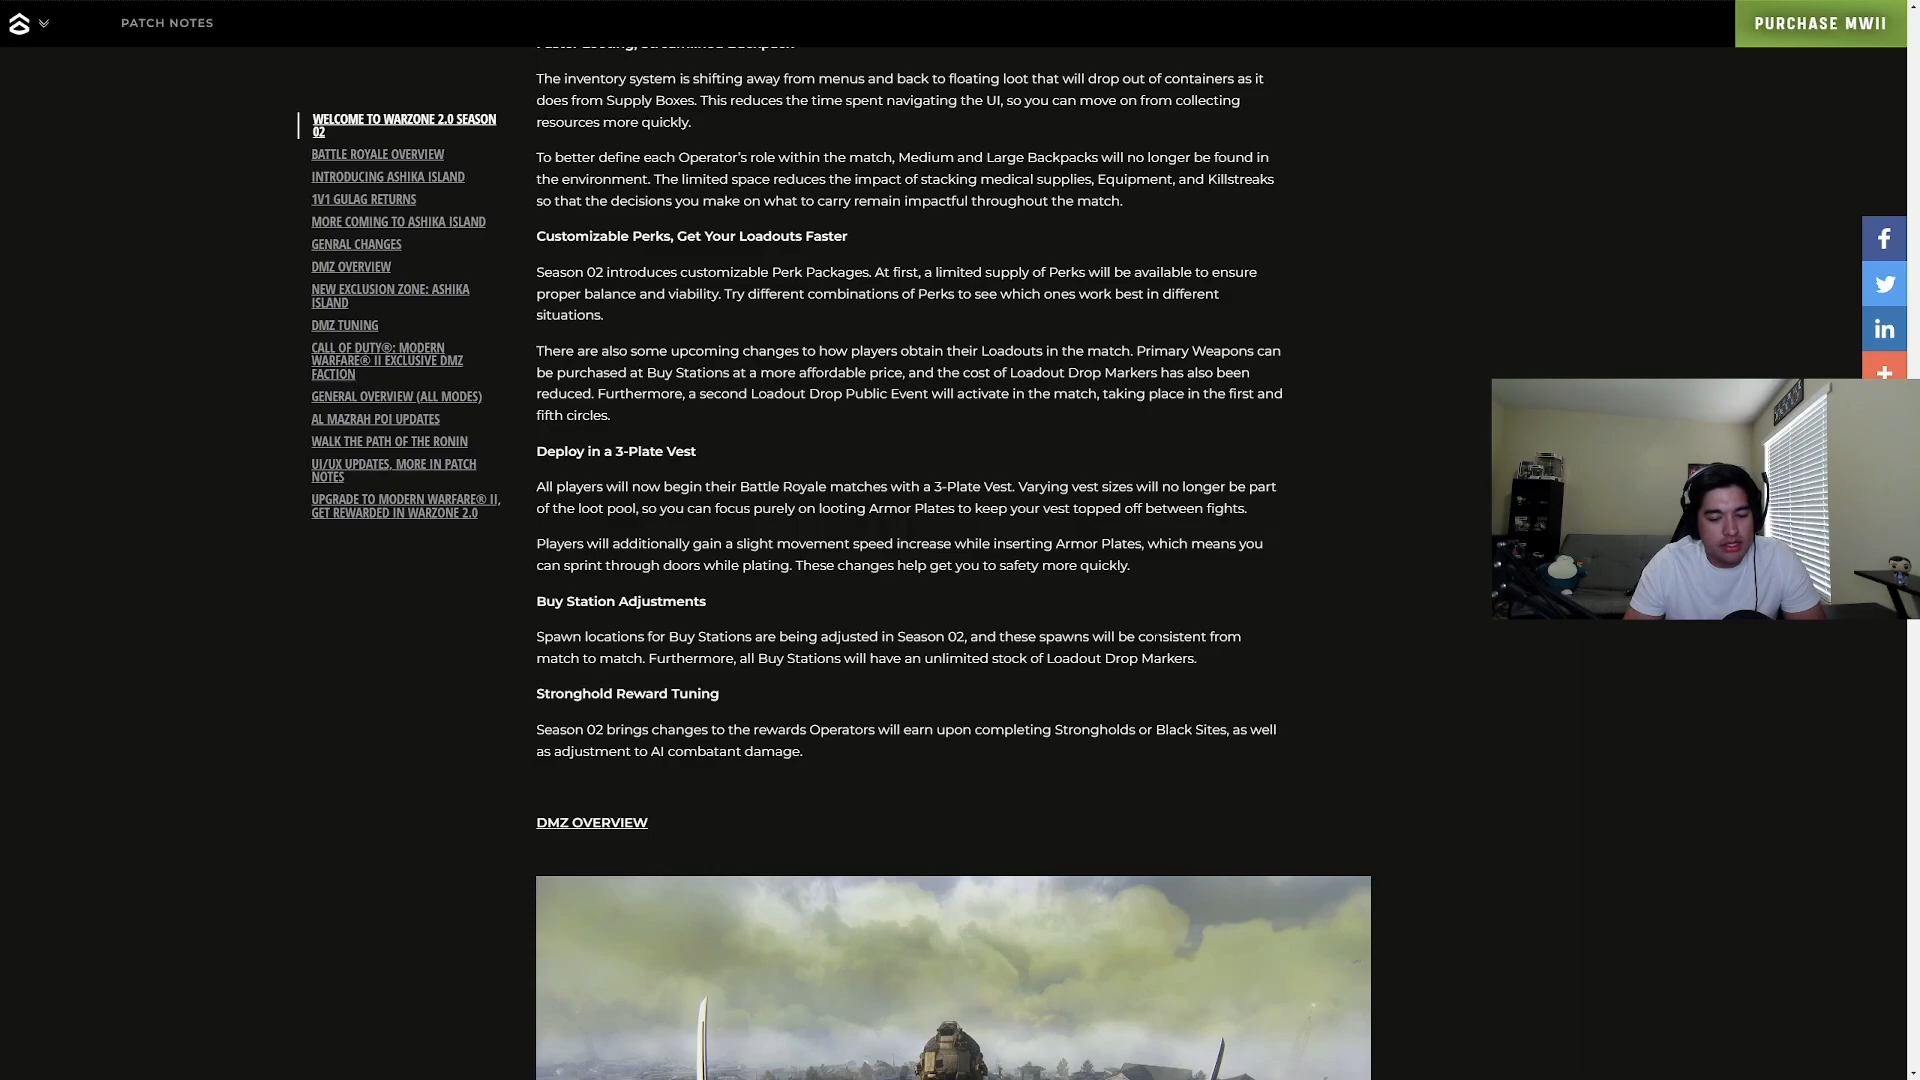 PATCH NOTES
PURCHASE MWII
WELCOME TO WARZONE 2.0 SEASON
02
BATTLE ROYALE OVERVIEW
INTRODUCING ASHIKA ISLAND
1V1 GULAG RETURNS
MORE COMING TO ASHIKA ISLAND
GENRAL CHANGES
DMZ OVERVIEW
NEW EXCLUSION ZONE: ASHIKA
ISLAND
DMZ TUNING
CALL OF DUTY®: MODERN
WARFARE® II EXCLUSIVE DMZ
FACTION
GENERAL OVERVIEW (ALL MODES)
AL MAZRAH POI UPDATES
WALK THE PATH OF THE RONIN
UI/UX UPDATES, MORE IN PATCH
NOTES
UPGRADE TO MODERN WARFARE® II,
GET REWARDED IN WARZONE 2.0
The inventory system is shifting away from menus and back to floating loot that will drop out of containers as it
does from Supply Boxes. This reduces the time spent navigating the UI, so you can move on from collecting
resources more quickly.
To better define each Operator's role within the match, Medium and Large Backpacks will no longer be found in
the environment. The limited space reduces the impact of stacking medical supplies, Equipment, and Killstreaks
so that the decisions you make on what to carry remain impactful throughout the match.
Customizable Perks, Get Your Loadouts Faster
Season 02 introduces customizable Perk Packages. At first, a limited supply of Perks will be available to ensure
proper balance and viability. Try different combinations of Perks to see which ones work best in different
situations.
There are also some upcoming changes to how players obtain their Loadouts in the match. Primary Weapons can
be purchased at Buy Stations at a more affordable price, and the cost of Loadout Drop Markers has also been
reduced. Furthermore, a second Loadout Drop Public Event will activate in the match, taking place in the first and
fifth circles.
Deploy in a 3-Plate Vest
All players will now begin their Battle Royale matches with a 3-Plate Vest. Varying vest sizes will no longer be part
of the loot pool, so you can focus purely on looting Armor Plates to keep your vest topped off between fights.
Players will additionally gain a slight movement speed increase while inserting Armor Plates, which means you
can sprint through doors while plating. These changes help get you to safety more quickly.
Buy Station Adjustments
Spawn locations for Buy Stations are being adjusted in Season 02, and these spawns will be consistent from
match to match. Furthermore, all Buy Stations will have an unlimited stock of Loadout Drop Markers.
Stronghold Reward Tuning
Season 02 brings changes to the rewards Operators will earn upon completing Strongholds or Black Sites, as well
as adjustment to AI combatant damage.
DMZ OVERVIEW